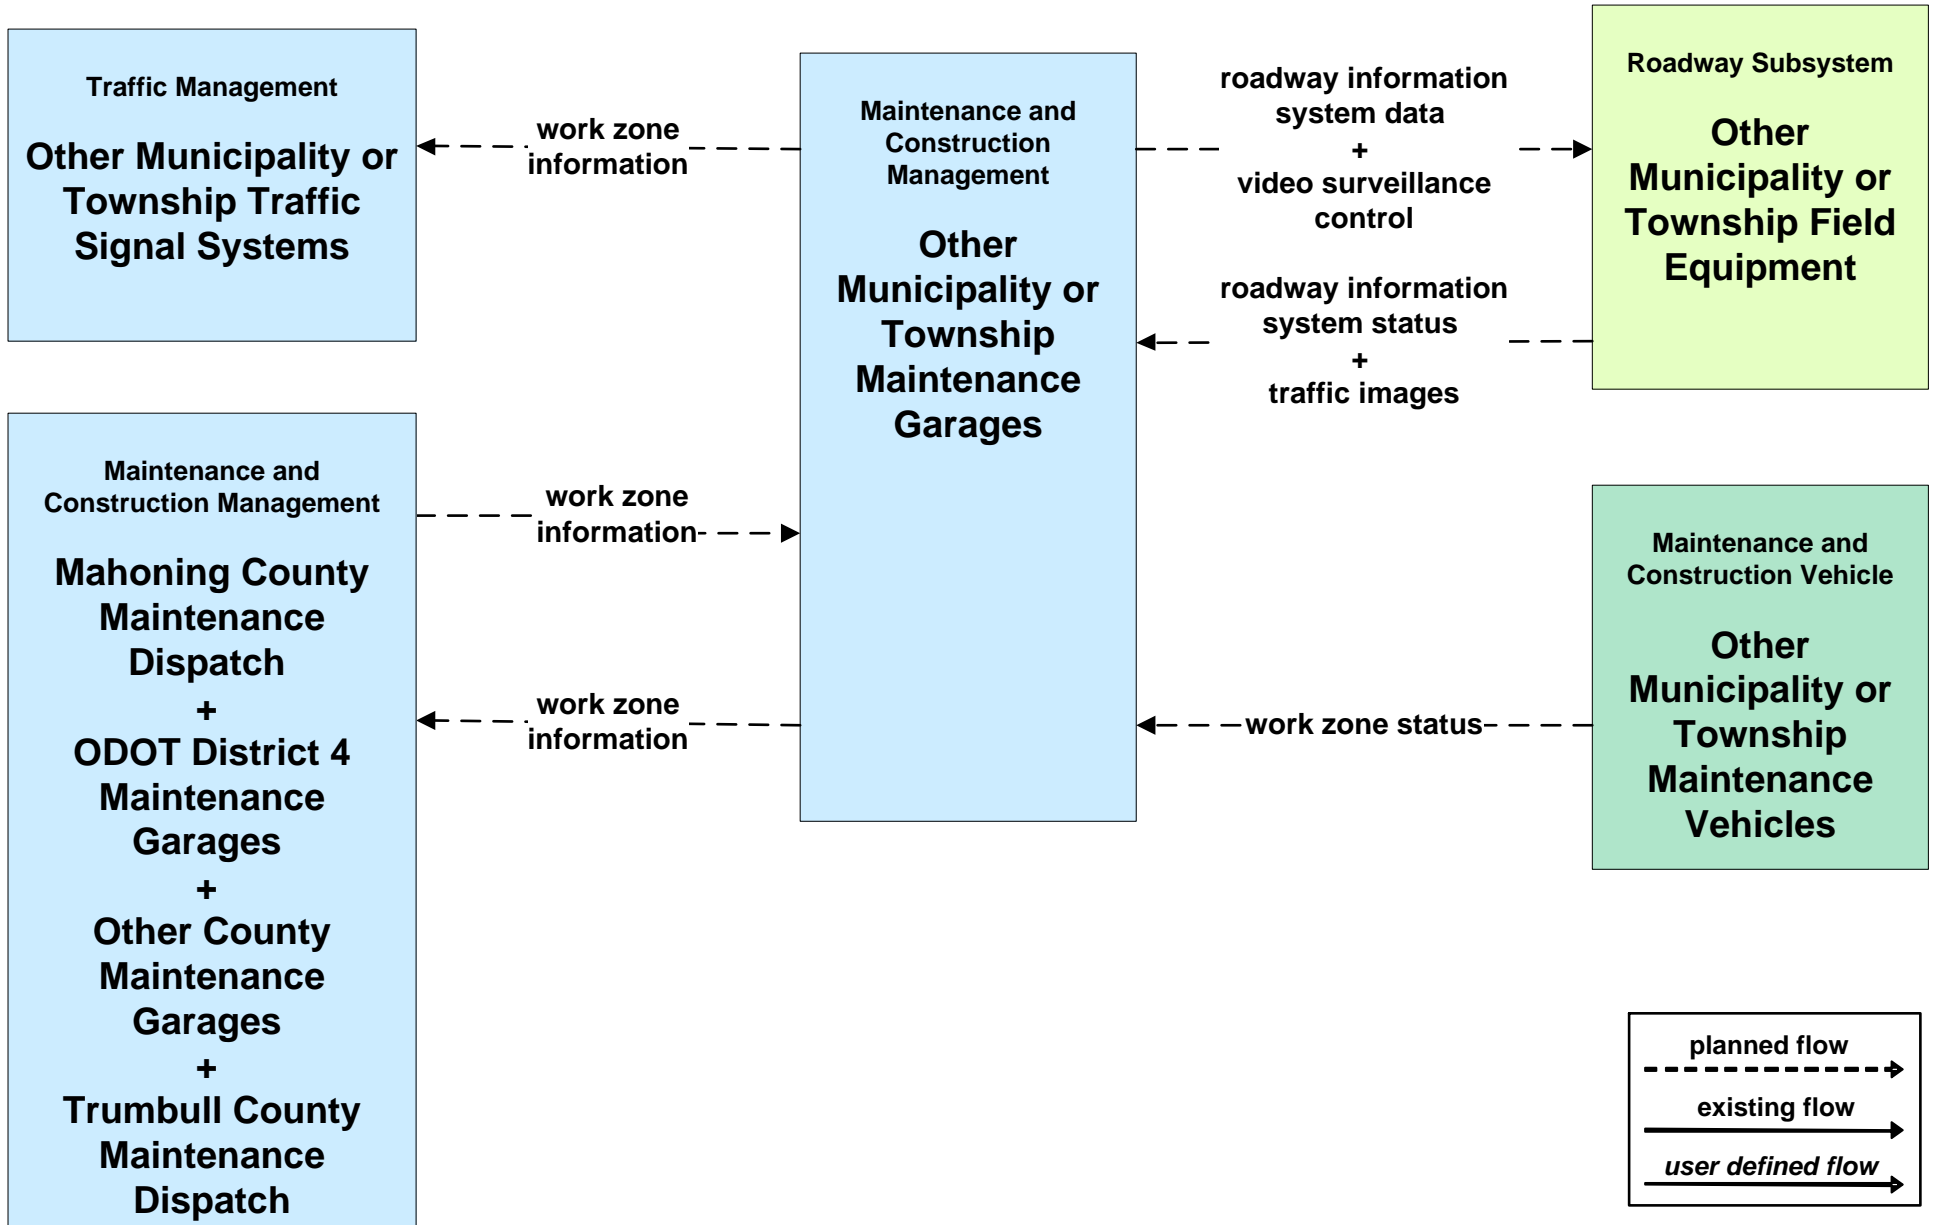 Traffic Management
Other Municipality or
Township Traffic
Signal Systems
work zone
information
Maintenance and
Construction
Management
Other
Municipality or
Township
Maintenance
Garages
roadway information
system data
+
video surveillance
control
roadway information
system status
+
traffic images
Roadway Subsystem
Other
Municipality or
Township Field
Equipment
Maintenance and
Construction Management
Mahoning County
Maintenance
Dispatch
+
ODOT District 4
Maintenance
Garages
+
Other County
Maintenance
Garages
+
Trumbull County
Maintenance
Dispatch
work zone
information
work zone
information
work zone status
Maintenance and
Construction Vehicle
Other
Municipality or
Township
Maintenance
Vehicles
planned flow
existing flow
user defined flow